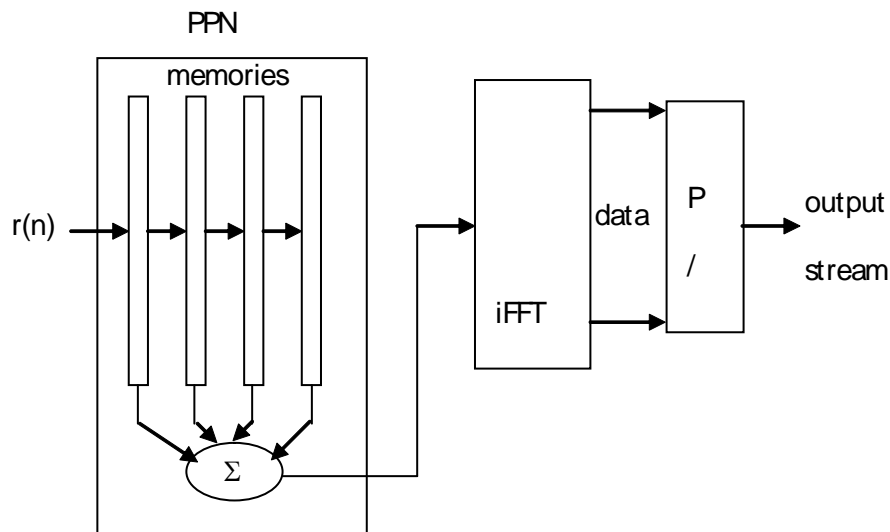 PPN
memories
r(n)
Σ
iFFT
data
P
/
output
stream